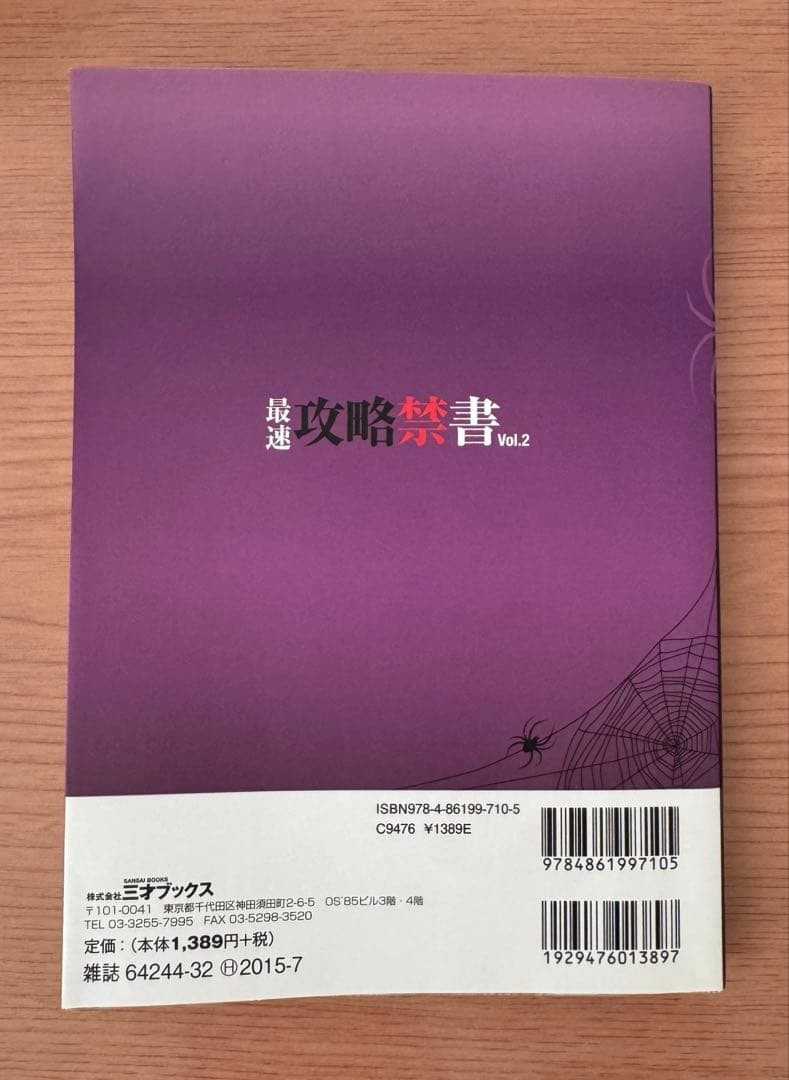 最速攻略禁書Vol.2
ISBN978-4-86199-710-5
C9476 ¥1389E
9784861997105
SANSAI BOOKS
株式会社三才ブックス
〒101-0041 東京都千代田区神田須田町2-6-5 OS'85ビル3階・4階
TEL 03-3255-7995 FAX 03-5298-3520
定価：（本体1,389円+税）
雑誌 64244-32 Ⓗ2015-7
1929476013897